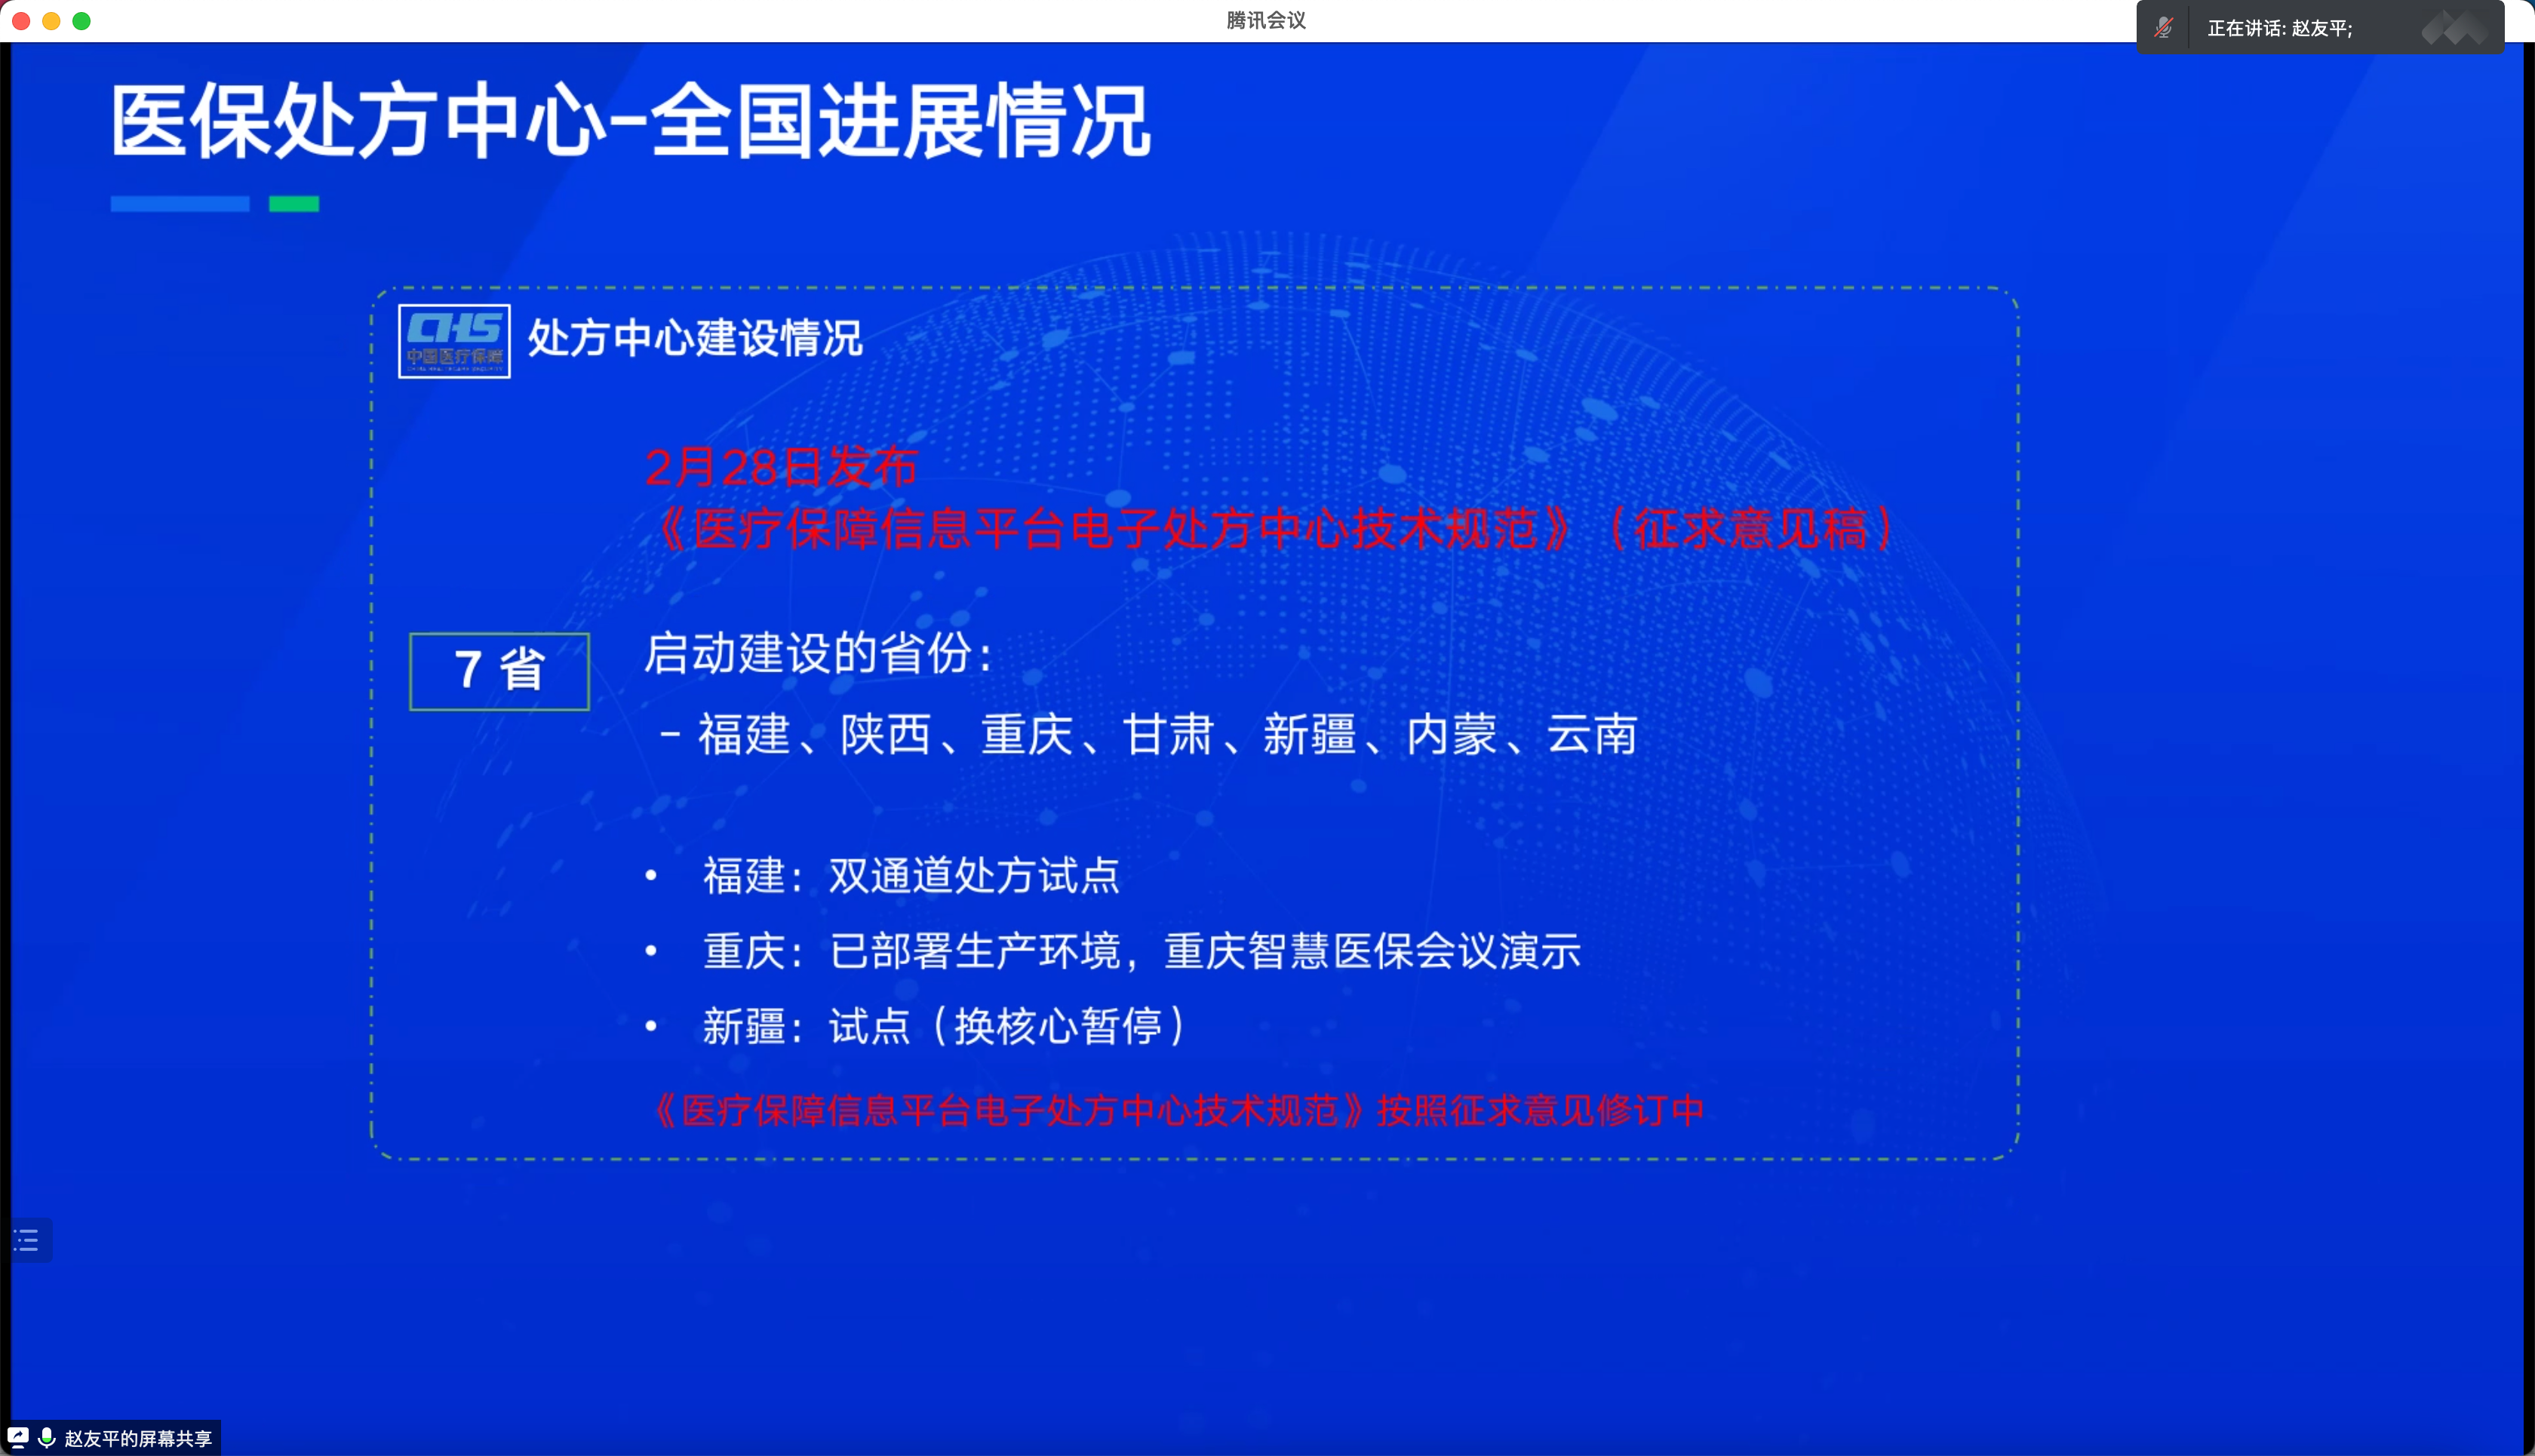 腾讯会议
正在讲话: 赵友平;
医保处方中心-全国进展情况
CHS
中国医疗保障
处方中心建设情况
2月28日发布
《医疗保障信息平台电子处方中心技术规范》（征求意见稿）
7 省
启动建设的省份：
- 福建、陕西、重庆、甘肃、新疆、内蒙、云南
• 福建：双通道处方试点
• 重庆：已部署生产环境，重庆智慧医保会议演示
• 新疆：试点（换核心暂停）
《医疗保障信息平台电子处方中心技术规范》按照征求意见修订中
赵友平的屏幕共享